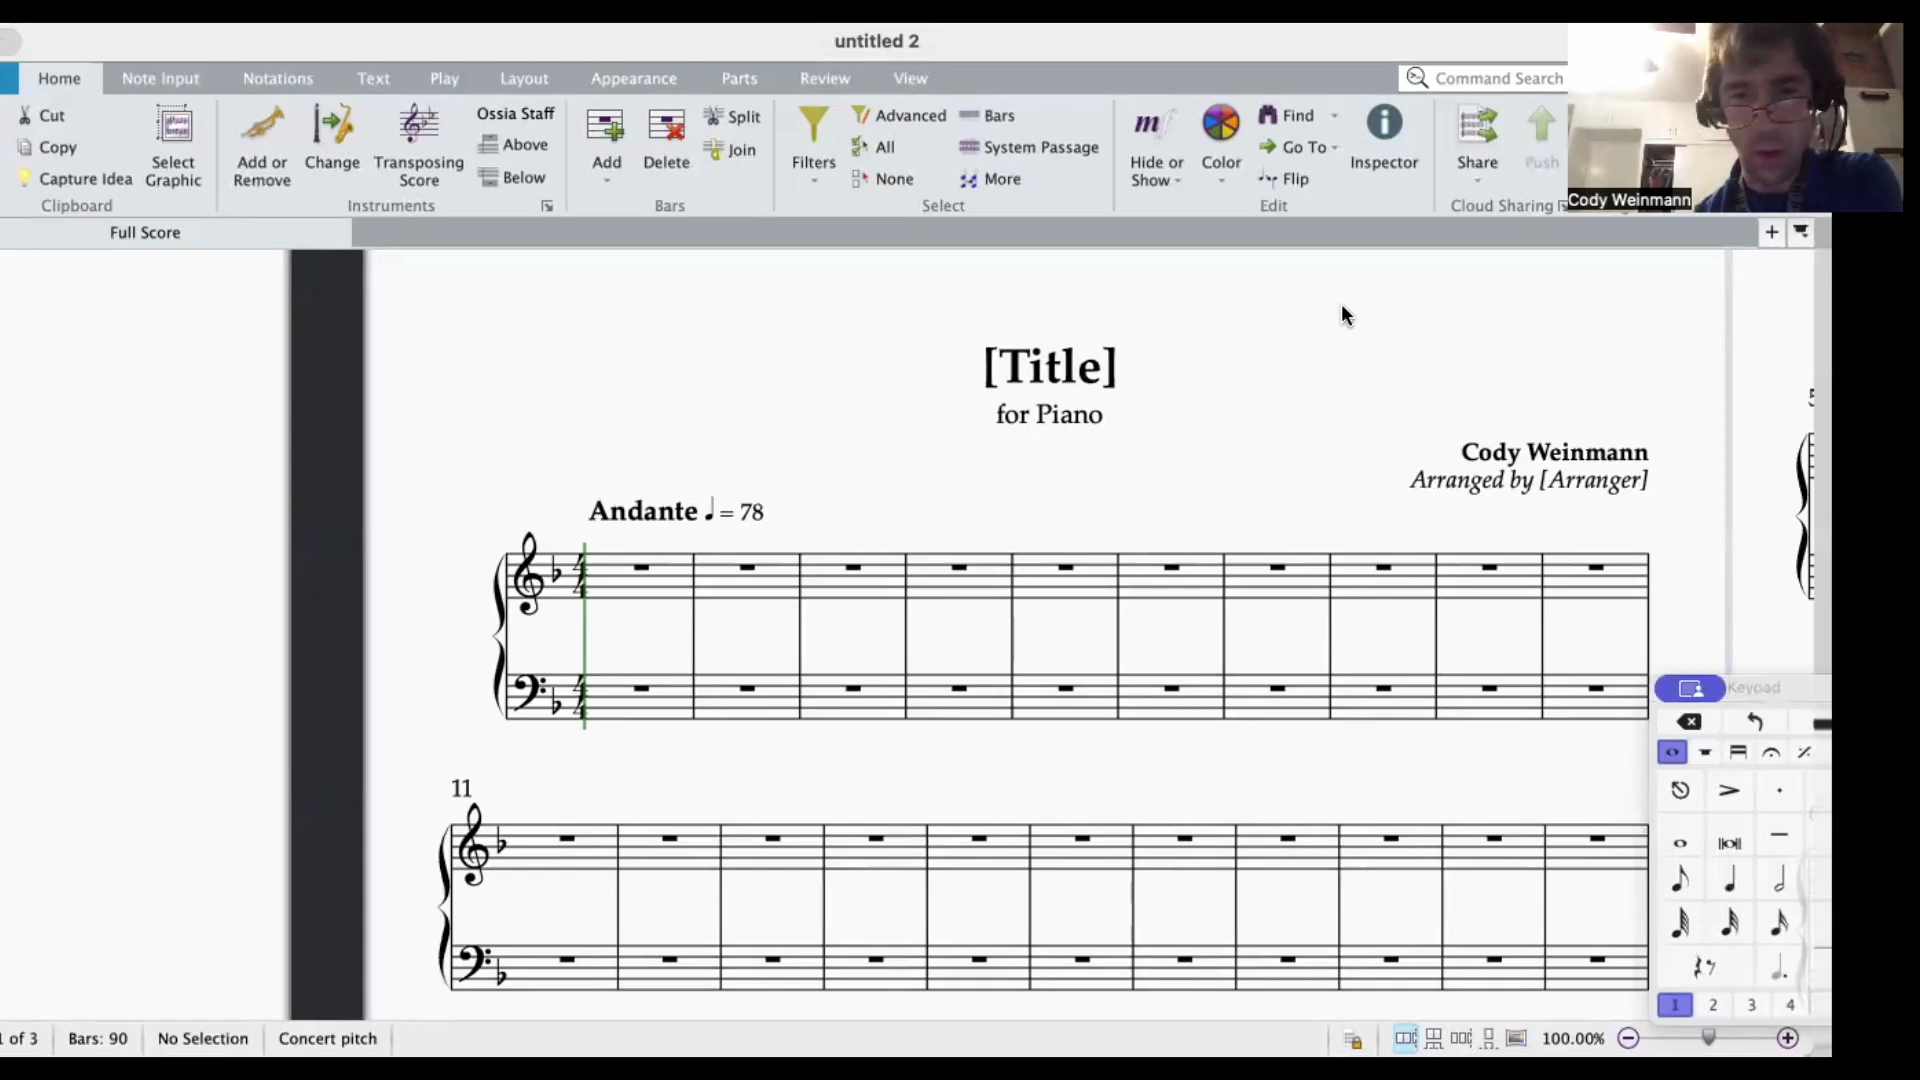 untitled 2
Home Note Input Notations Text Play Layout Appearance Parts Review View Command Search
Cut
Copy
Capture Idea
Select Graphic
Clipboard
Add or Remove
Change
Transposing Score
Ossia Staff
Above
Below
Instruments
Add
Delete
Split
Join
Bars
Filters
Advanced
All
None
Bars
System Passage
More
Select
Hide or Show
Color
Find
Go To
Flip
Inspector
Edit
Share
Push
Cloud Sharing
Cody Weinmann
Full Score
[Title]
for Piano
Cody Weinmann
Arranged by [Arranger]
Andante ♩ = 78
11
Keypad
1 2 3 4
1 of 3 Bars: 90 No Selection Concert pitch 100.00%